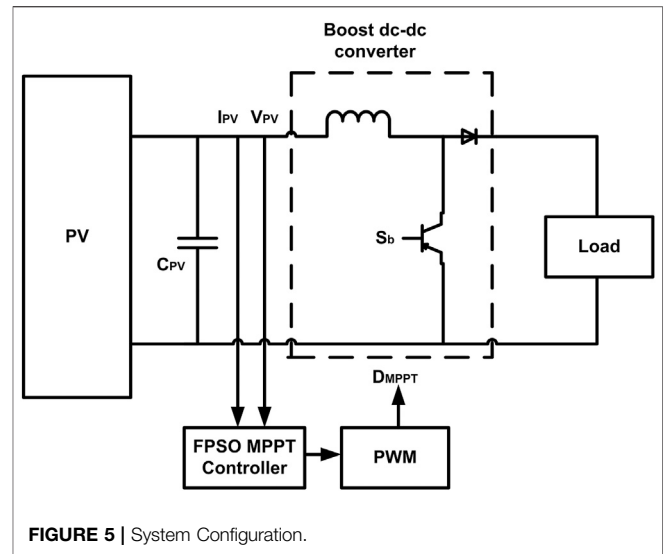 Boost dc-dc
converter
IPV VPV
PV
CPV
Sb
Load
DMPPT
FPSO MPPT
Controller
PWM
FIGURE 5 | System Configuration.